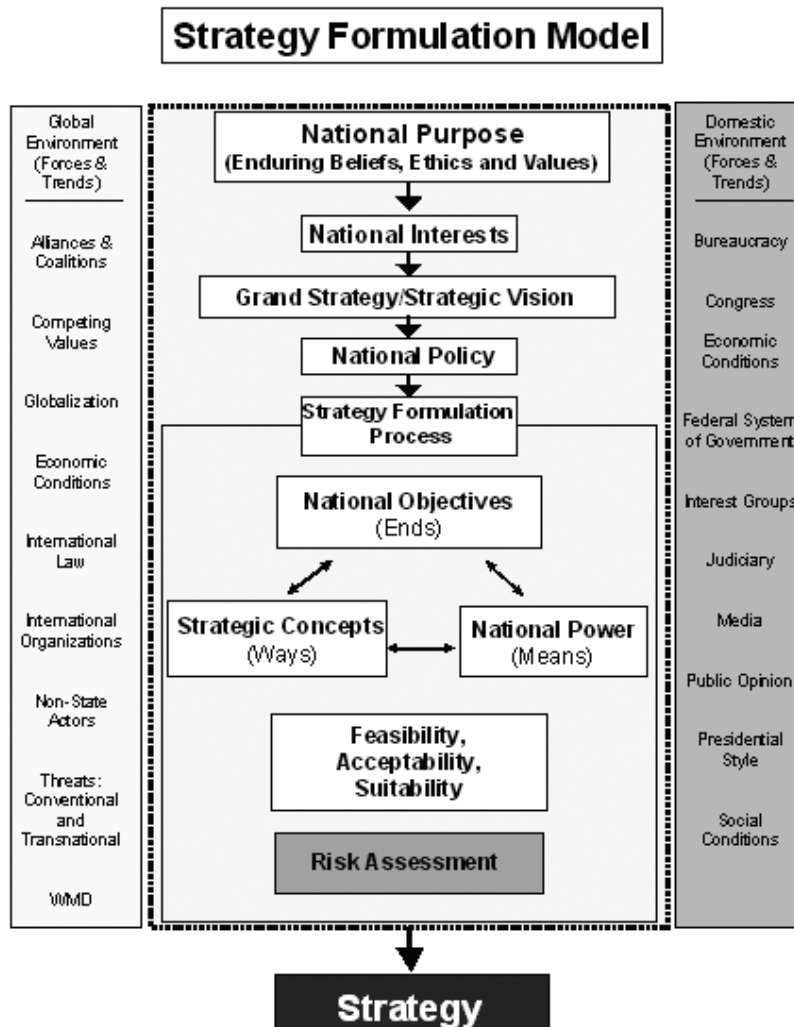 Strategy Formulation Model
Global
Environment
(Forces &
Trends)
Alliances &
Coalitions
Competing
Values
Globalization
Economic
Conditions
International
Law
International
Organizations
Non-State
Actors
Threats:
Conventional
and
Transnational
WMD
National Purpose
(Enduring Beliefs, Ethics and Values)
National Interests
Grand Strategy/Strategic Vision
National Policy
Strategy Formulation
Process
National Objectives
(Ends)
Strategic Concepts
(Ways)
National Power
(Means)
Feasibility,
Acceptability,
Suitability
Risk Assessment
Strategy
Domestic
Environment
(Forces &
Trends)
Bureaucracy
Congress
Economic
Conditions
Federal System
of Government
Interest Groups
Judiciary
Media
Public Opinion
Presidential
Style
Social
Conditions